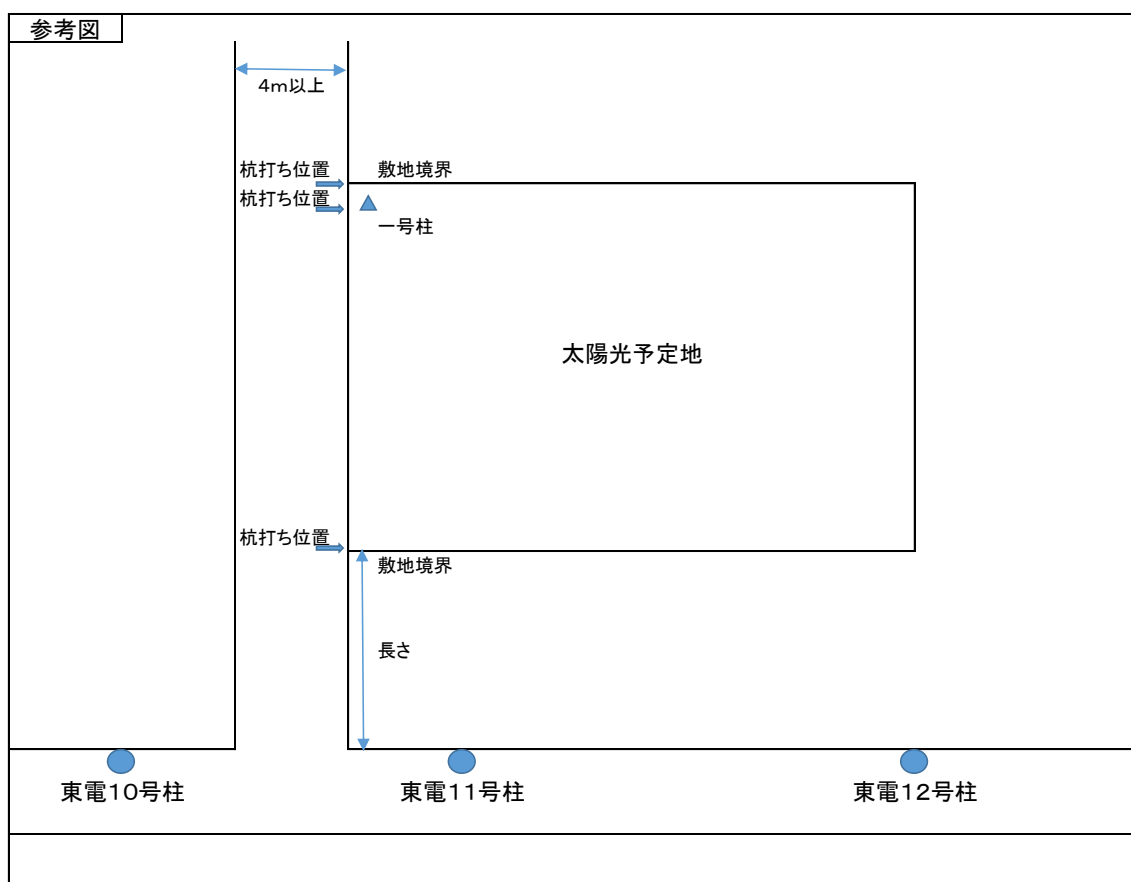 参考図
4m以上
杭打ち位置
敷地境界
杭打ち位置
一号柱
太陽光予定地
杭打ち位置
敷地境界
長さ
東電10号柱
東電11号柱
東電12号柱